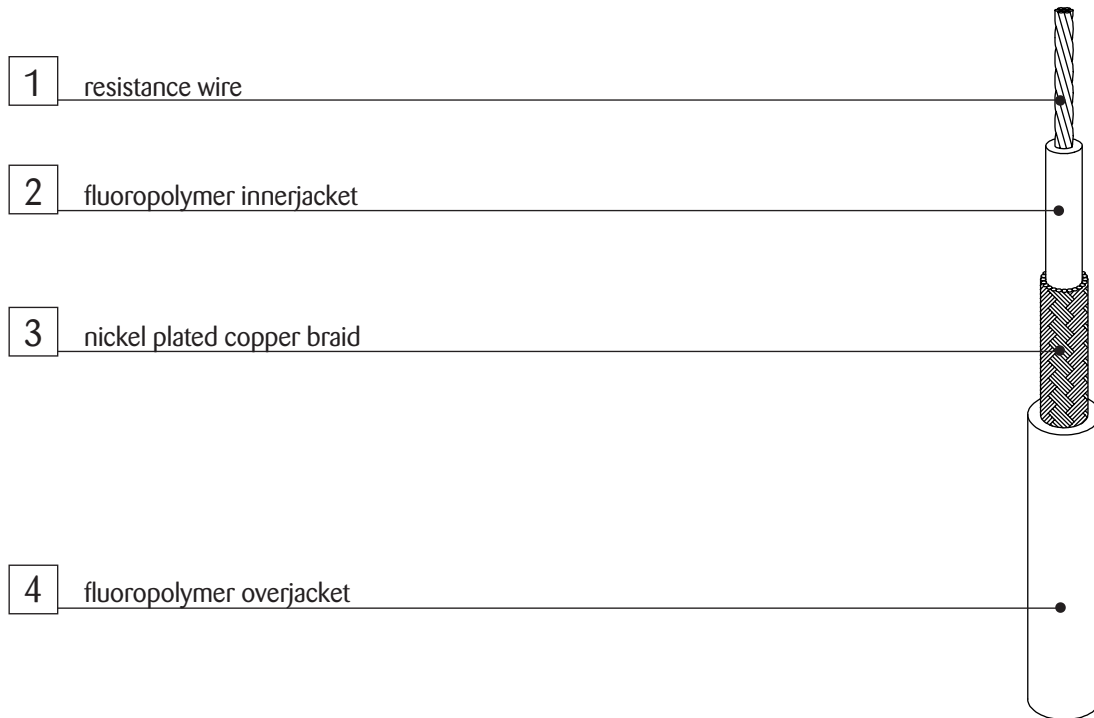 1 resistance wire
2 fluoropolymer innerjacket
3 nickel plated copper braid
4 fluoropolymer overjacket